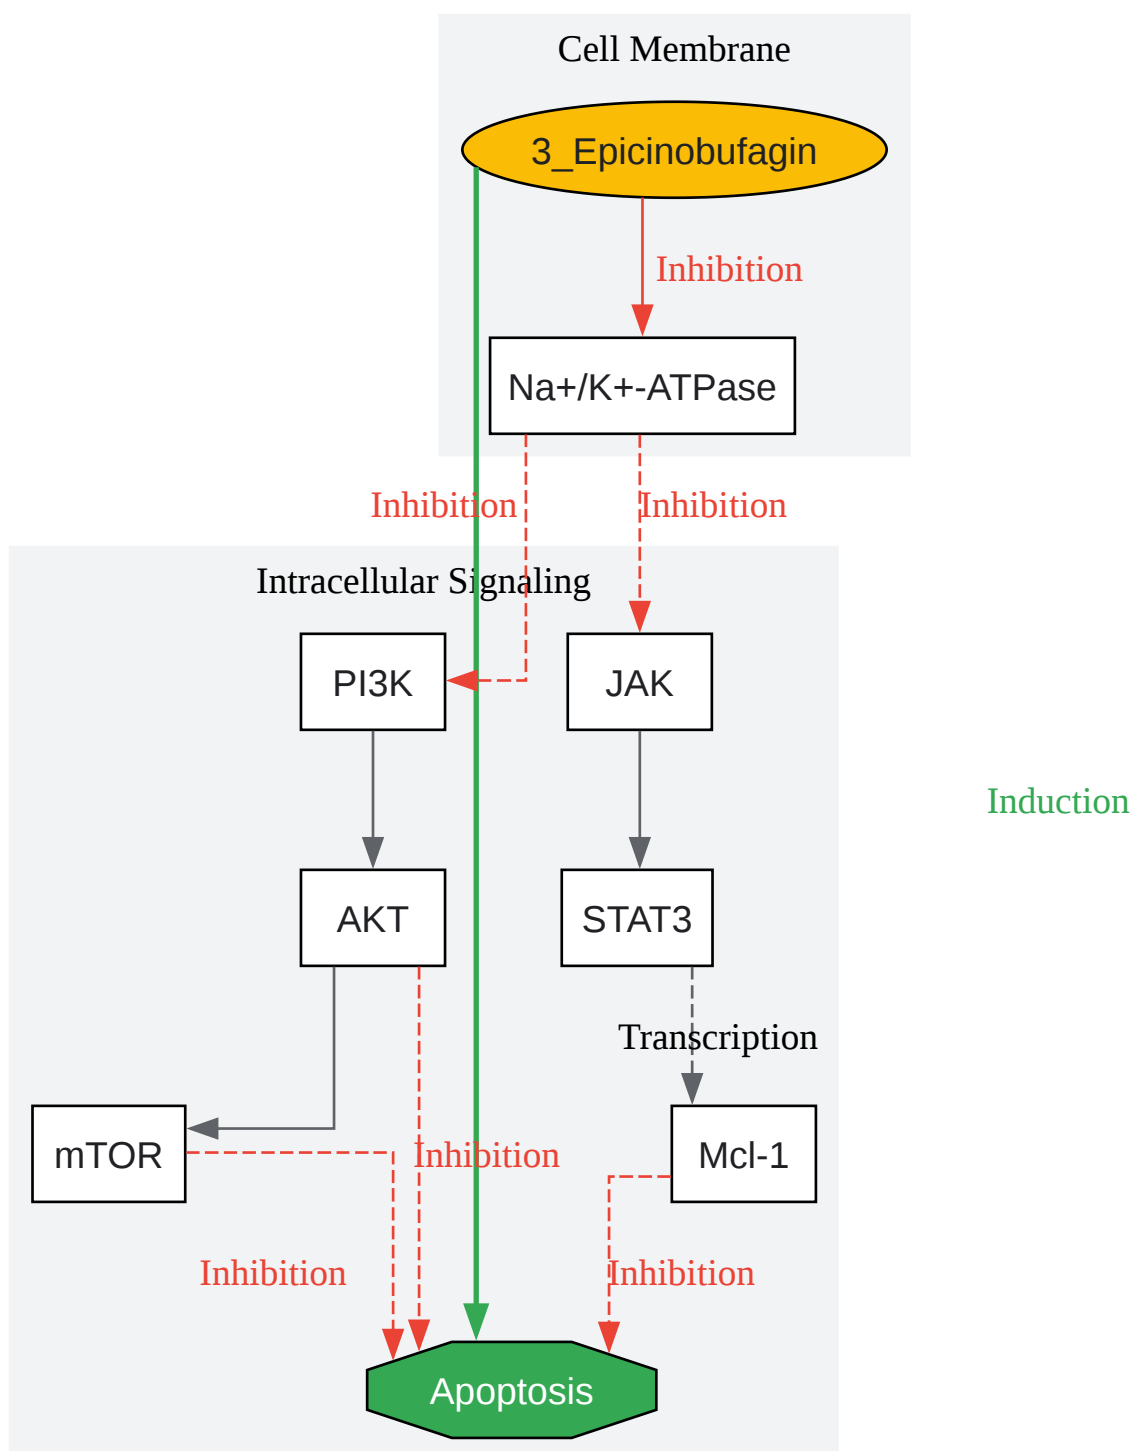 Cell Membrane
3_Epicinobufagin
Inhibition
Na+/K+-ATPase
Inhibition
Inhibition
Intracellular Signaling
PI3K
JAK
Induction
AKT
STAT3
Transcription
mTOR
Inhibition
Mcl-1
Inhibition
Inhibition
Apoptosis